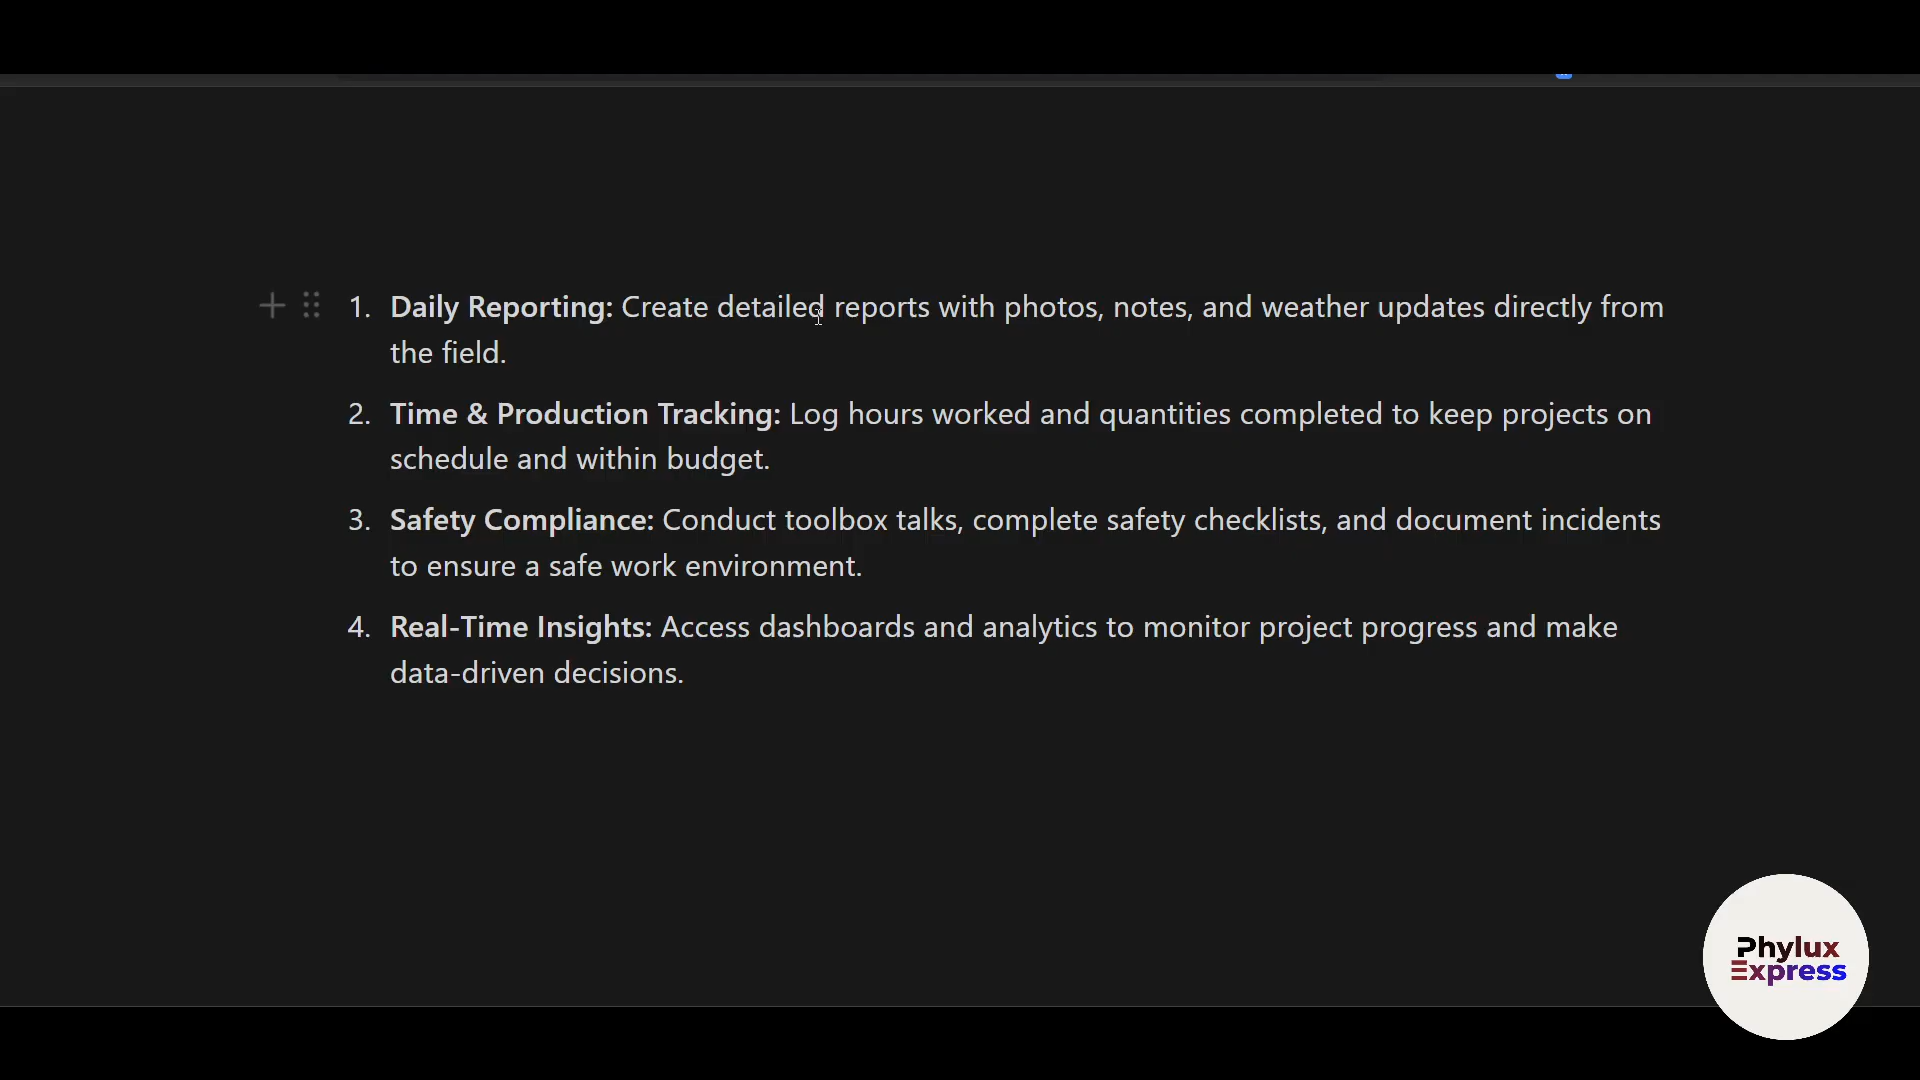 1. Daily Reporting: Create detailed reports with photos, notes, and weather updates directly from
the field.
2. Time & Production Tracking: Log hours worked and quantities completed to keep projects on
schedule and within budget.
3. Safety Compliance: Conduct toolbox talks, complete safety checklists, and document incidents
to ensure a safe work environment.
4. Real-Time Insights: Access dashboards and analytics to monitor project progress and make
data-driven decisions.
Phylux
Express